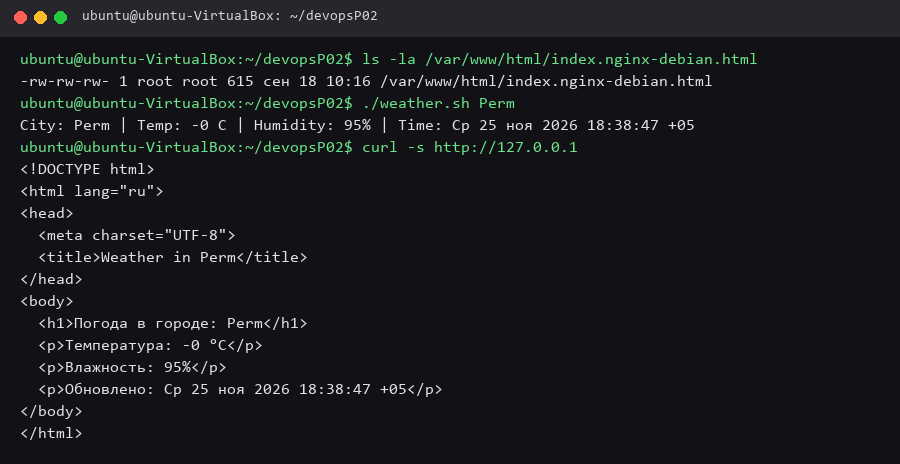 ubuntu@ubuntu-VirtualBox: ~/devopsP02
ubuntu@ubuntu-VirtualBox:~/devopsP02$ ls -la /var/www/html/index.nginx-debian.html
-rw-rw-rw- 1 root root 615 сен 18 10:16 /var/www/html/index.nginx-debian.html
ubuntu@ubuntu-VirtualBox:~/devopsP02$ ./weather.sh Perm
City: Perm | Temp: -0 C | Humidity: 95% | Time: Ср 25 ноя 2026 18:38:47 +05
ubuntu@ubuntu-VirtualBox:~/devopsP02$ curl -s http://127.0.0.1
<!DOCTYPE html>
<html lang="ru">
<head>
  <meta charset="UTF-8">
  <title>Weather in Perm</title>
</head>
<body>
  <h1>Погода в городе: Perm</h1>
  <p>Температура: -0 °C</p>
  <p>Влажность: 95%</p>
  <p>Обновлено: Ср 25 ноя 2026 18:38:47 +05</p>
</body>
</html>